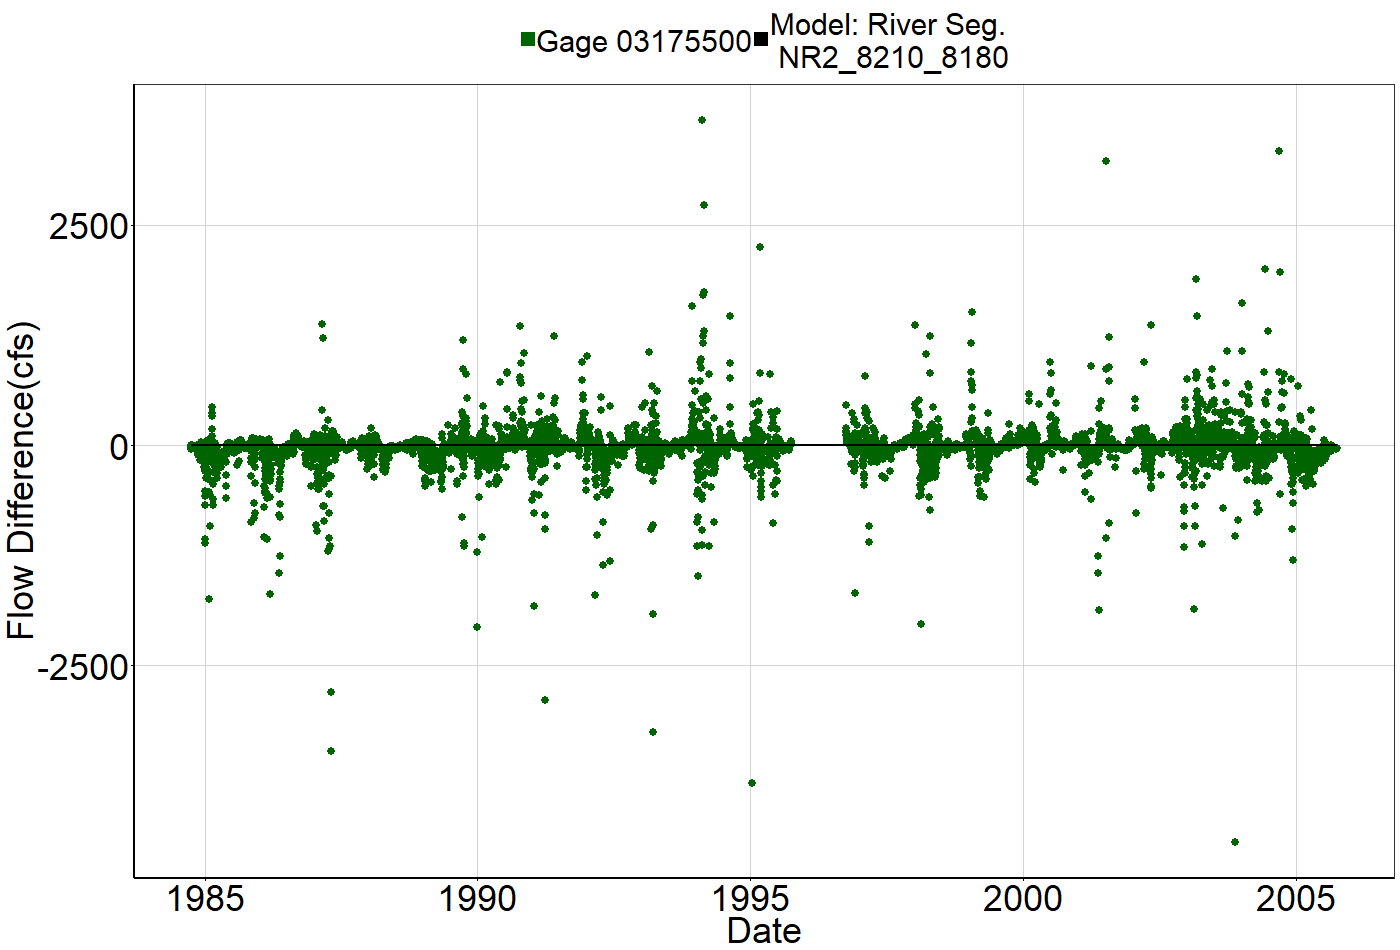 Gage 03175500
Model: River Seg.
NR2_8210_8180
Flow Difference(cfs)
2500
0
-2500
1985
1990
1995
2000
2005
Date